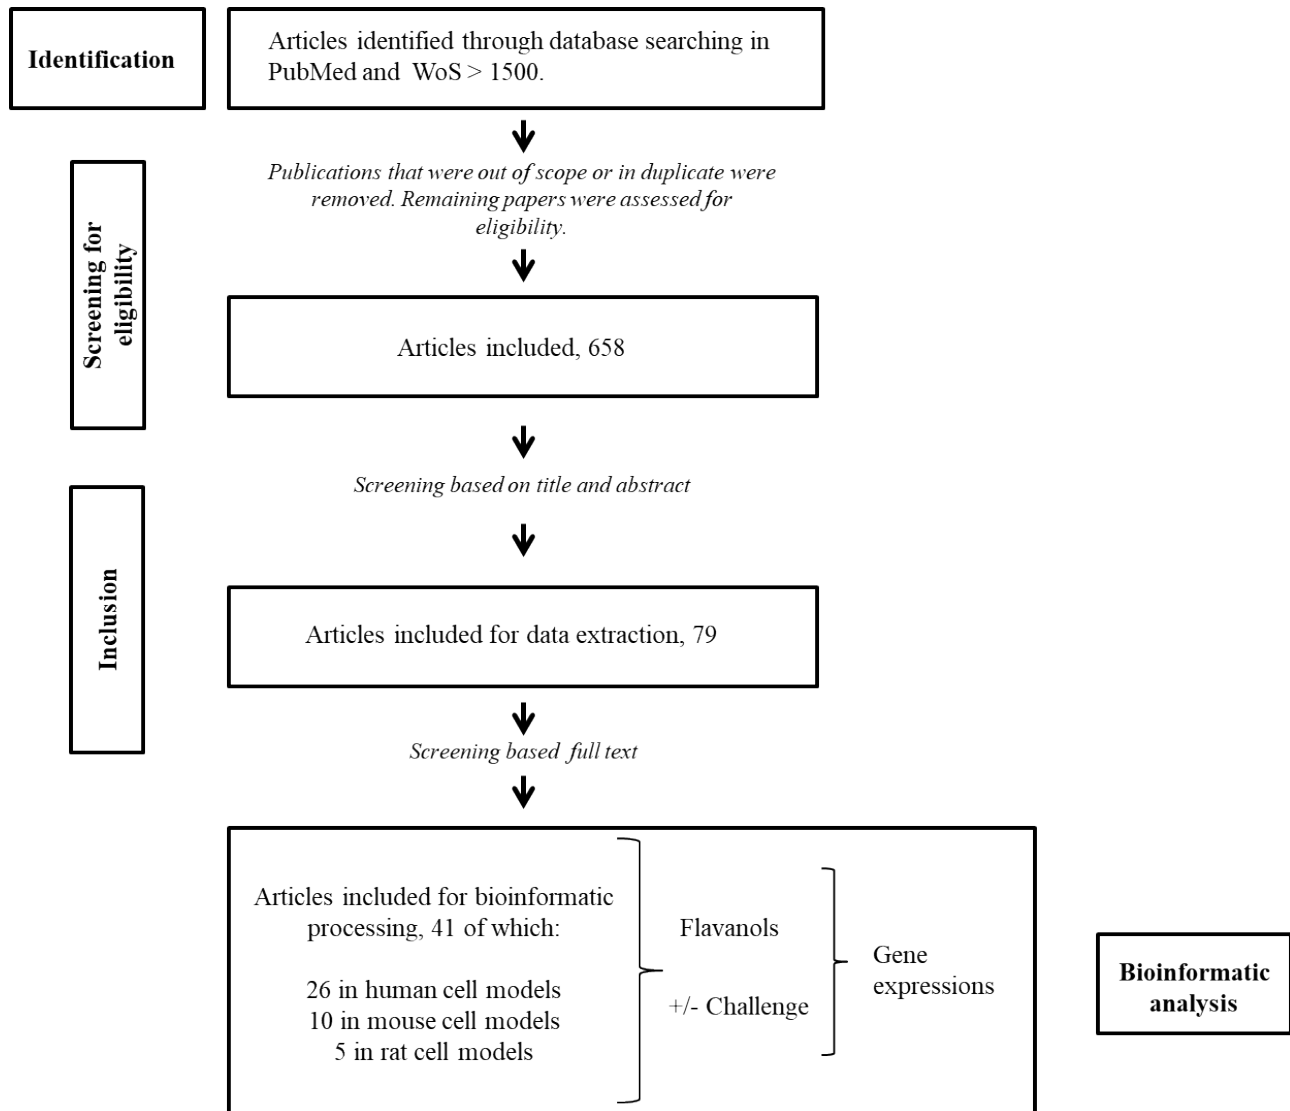 Identification
Articles identified through database searching in
PubMed and WoS > 1500.
Publications that were out of scope or in duplicate were
removed. Remaining papers were assessed for
eligibility.
Screening for
eligibility
Articles included, 658
Screening based on title and abstract
Inclusion
Articles included for data extraction, 79
Screening based full text
Articles included for bioinformatic
processing, 41 of which:
26 in human cell models
10 in mouse cell models
5 in rat cell models
Flavanols
+/- Challenge
Gene
expressions
Bioinformatic
analysis